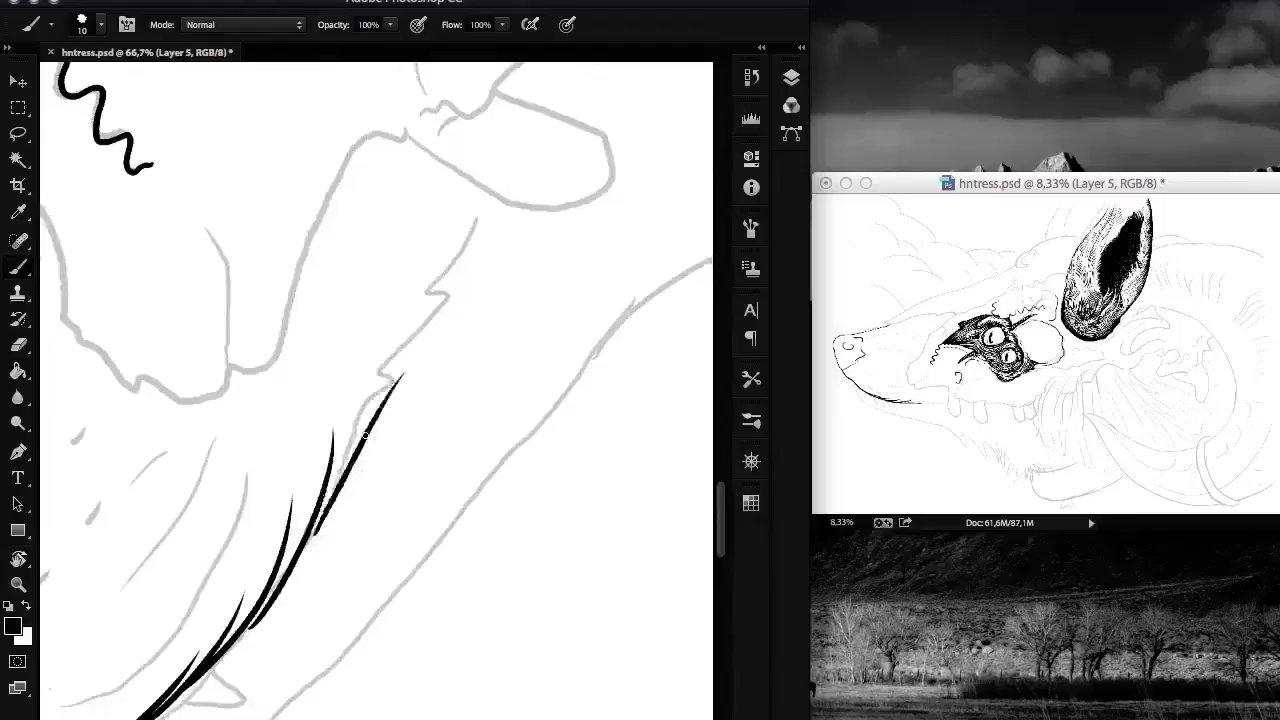 Adobe Photoshop CC
10 Mode: Normal Opacity: 100% Flow: 100%
× hntress.psd @ 66,7% (Layer 5, RGB/8) *
hntress.psd @ 8,33% (Layer 5, RGB/8) *
8,33% Doc: 61,6M/87,1M